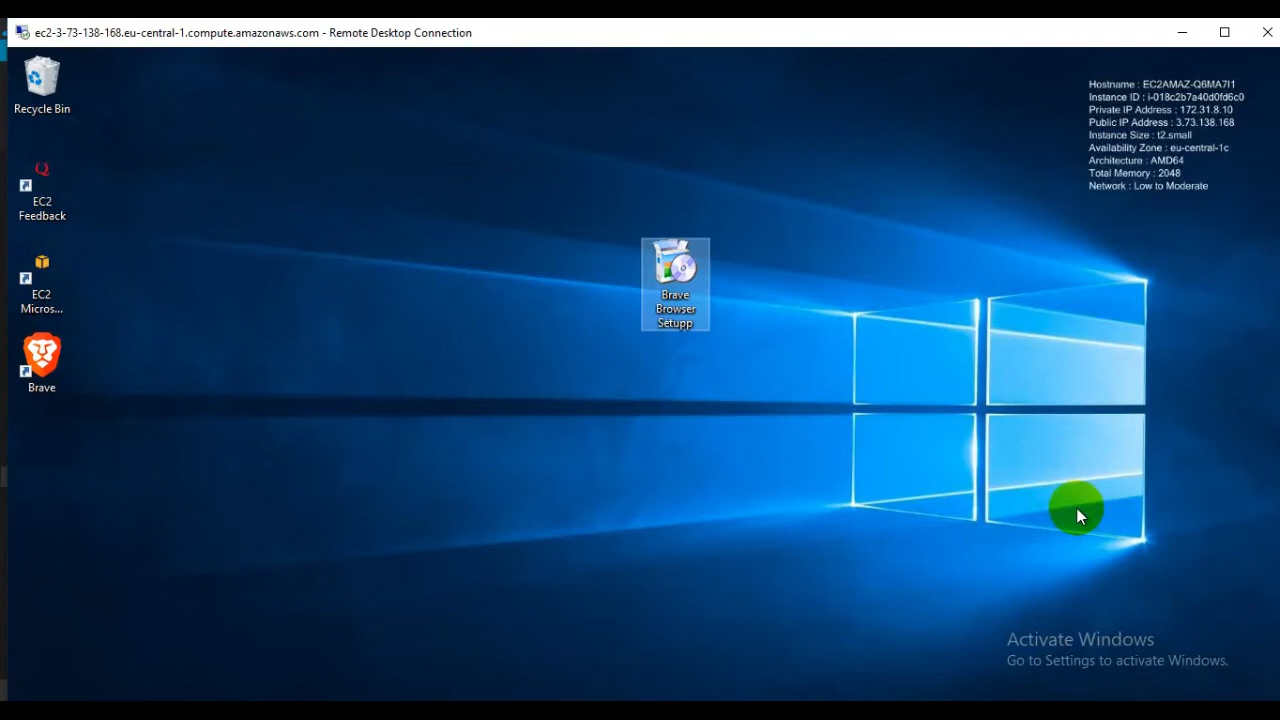 ec2-3-73-138-168.eu-central-1.compute.amazonaws.com - Remote Desktop Connection
Recycle Bin
EC2
Feedback
EC2
Micros...
Brave
Brave
Browser
Setupp
Hostname : EC2AMAZ-Q6MA7I1
Instance ID : i-018c2b7a40d0fd6c0
Private IP Address : 172.31.8.10
Public IP Address : 3.73.138.168
Instance Size : t2.small
Availability Zone : eu-central-1c
Architecture : AMD64
Total Memory : 2048
Network : Low to Moderate
Activate Windows
Go to Settings to activate Windows.